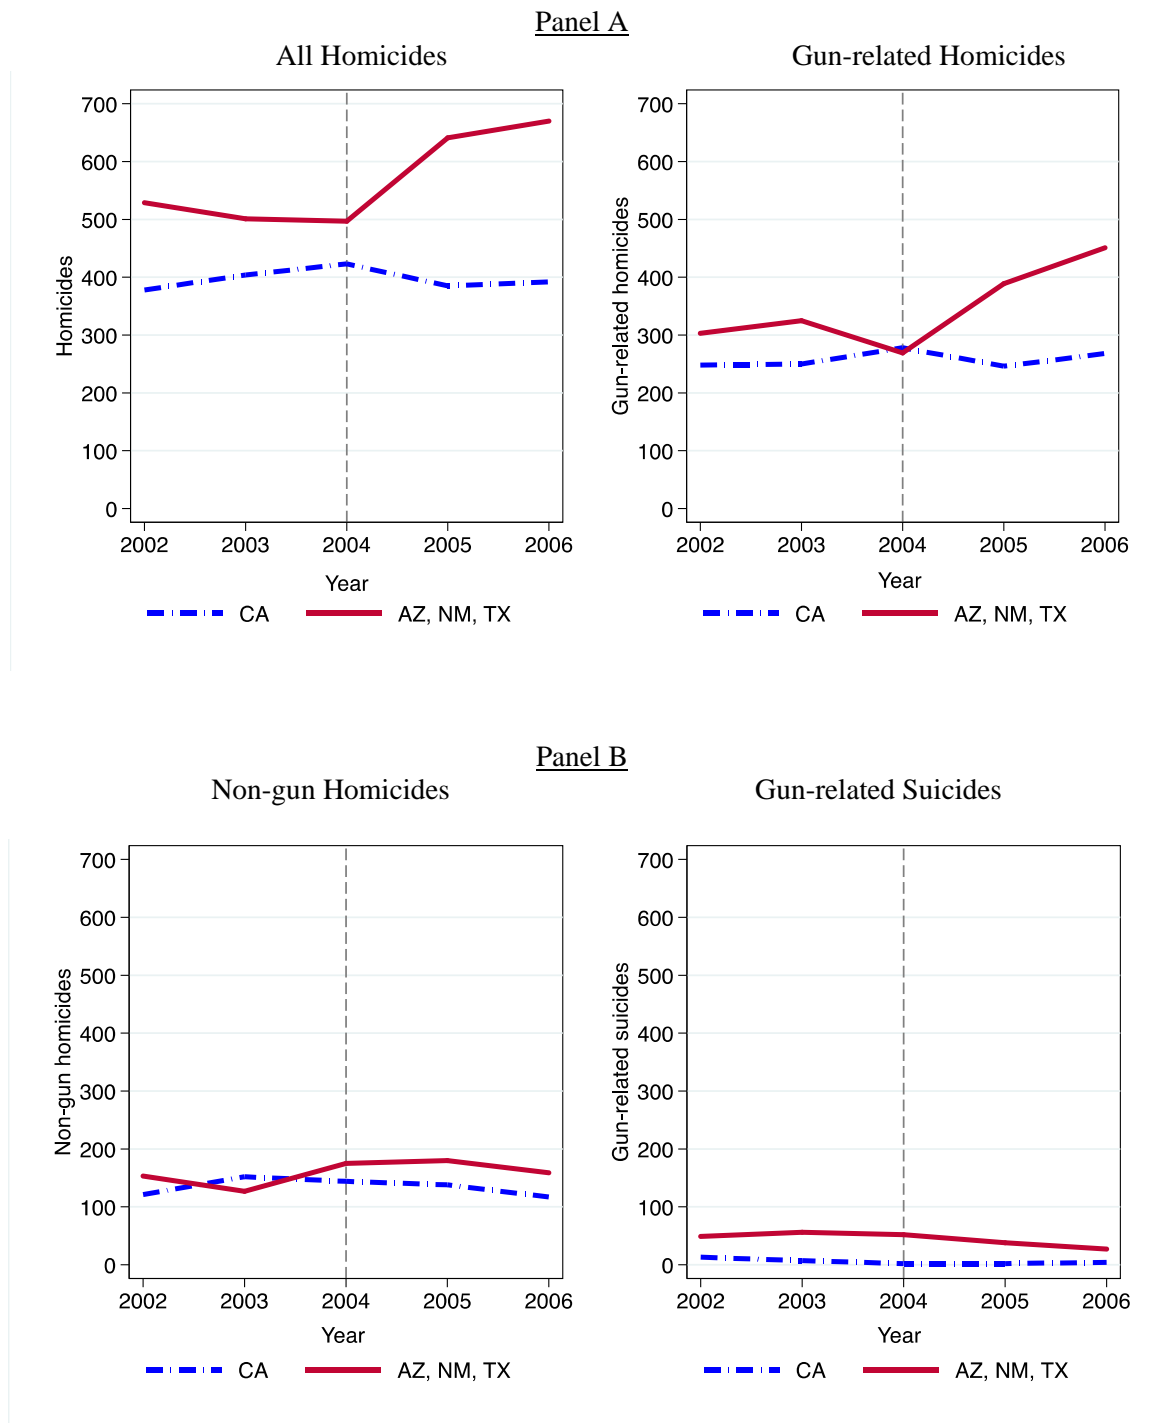 Panel A
All Homicides
Gun-related Homicides
Homicides
700
600
500
400
300
200
100
0
2002 2003 2004 2005 2006
Year
CA AZ, NM, TX
Gun-related homicides
700
600
500
400
300
200
100
0
2002 2003 2004 2005 2006
Year
CA AZ, NM, TX
Panel B
Non-gun Homicides
Gun-related Suicides
Non-gun homicides
700
600
500
400
300
200
100
0
2002 2003 2004 2005 2006
Year
CA AZ, NM, TX
Gun-related suicides
700
600
500
400
300
200
100
0
2002 2003 2004 2005 2006
Year
CA AZ, NM, TX